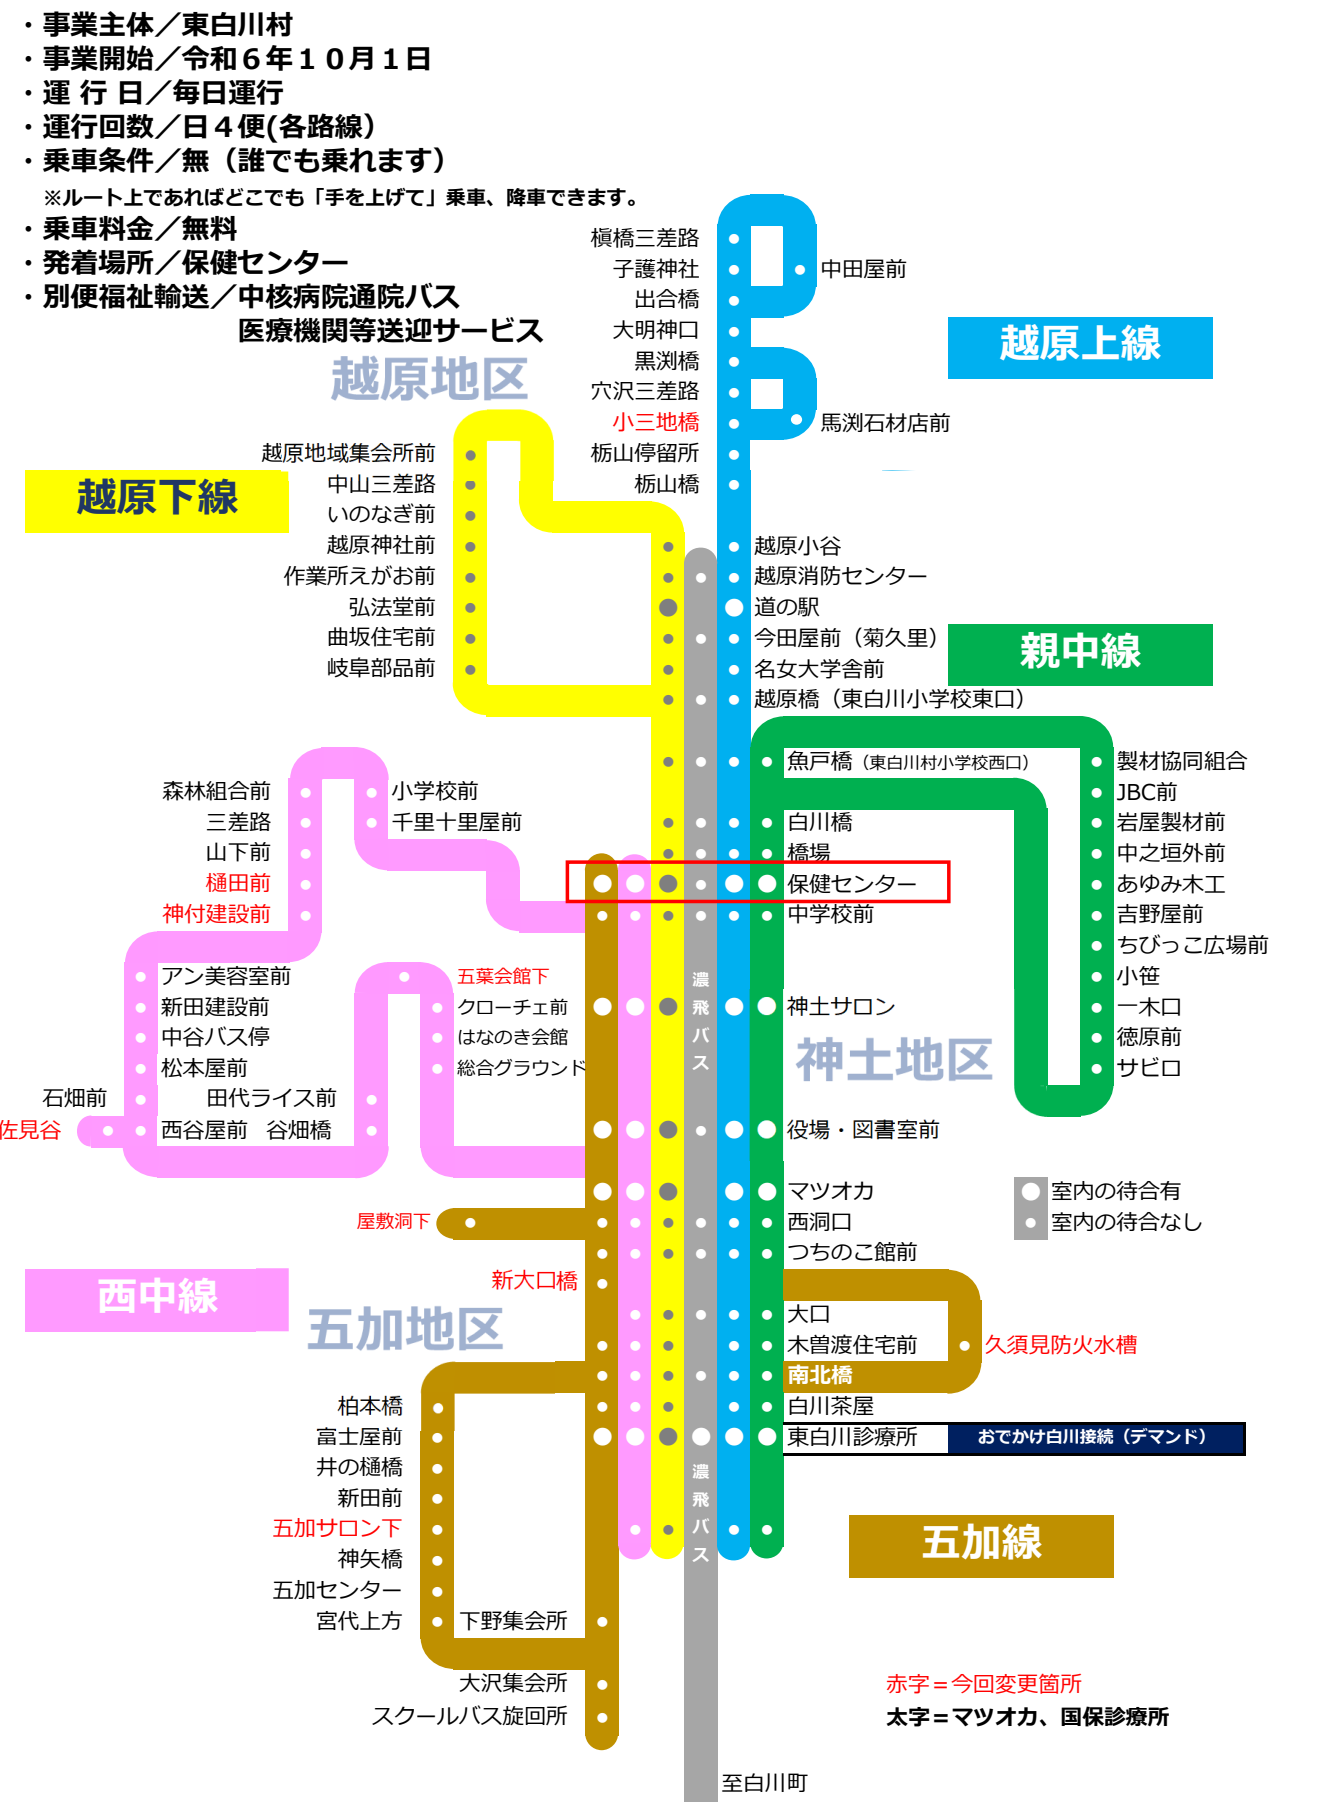 ・事業主体／東白川村
・事業開始／令和６年１０月１日
・運 行 日／毎日運行
・運行回数／日４便(各路線）
・乗車条件／無（誰でも乗れます）
※ルート上であればどこでも「手を上げて」乗車、降車できます。
・乗車料金／無料
・発着場所／保健センター
・別便福祉輸送／中核病院通院バス
医療機関等送迎サービス
越原地区
槇橋三差路
子護神社
中田屋前
出合橋
大明神口
黒渕橋
穴沢三差路
小三地橋
馬渕石材店前
栃山停留所
栃山橋
越原上線
越原下線
越原地域集会所前
中山三差路
いのなぎ前
越原神社前
作業所えがお前
弘法堂前
曲坂住宅前
岐阜部品前
越原小谷
越原消防センター
道の駅
今田屋前（菊久里）
名女大学舎前
越原橋（東白川小学校東口）
親中線
魚戸橋（東白川村小学校西口）
白川橋
橋場
保健センター
中学校前
製材協同組合
JBC前
岩屋製材前
中之垣外前
あゆみ木工
吉野屋前
ちびっこ広場前
小笹
一木口
徳原前
サビロ
森林組合前
三差路
山下前
樋田前
神付建設前
小学校前
千里十里屋前
アン美容室前
新田建設前
中谷バス停
松本屋前
石畑前
田代ライス前
佐見谷
西谷屋前
谷畑橋
五葉会館下
クローチェ前
はなのき会館
総合グラウンド
濃飛バス
神土サロン
神土地区
役場・図書室前
マツオカ
西洞口
つちのこ館前
室内の待合有
室内の待合なし
屋敷洞下
新大口橋
西中線
五加地区
大口
木曽渡住宅前
久須見防火水槽
南北橋
白川茶屋
東白川診療所
おでかけ白川接続（デマンド）
濃飛バス
柏本橋
富士屋前
井の樋橋
新田前
五加サロン下
神矢橋
五加センター
宮代上方
下野集会所
大沢集会所
スクールバス旋回所
五加線
赤字＝今回変更箇所
太字＝マツオカ、国保診療所
至白川町